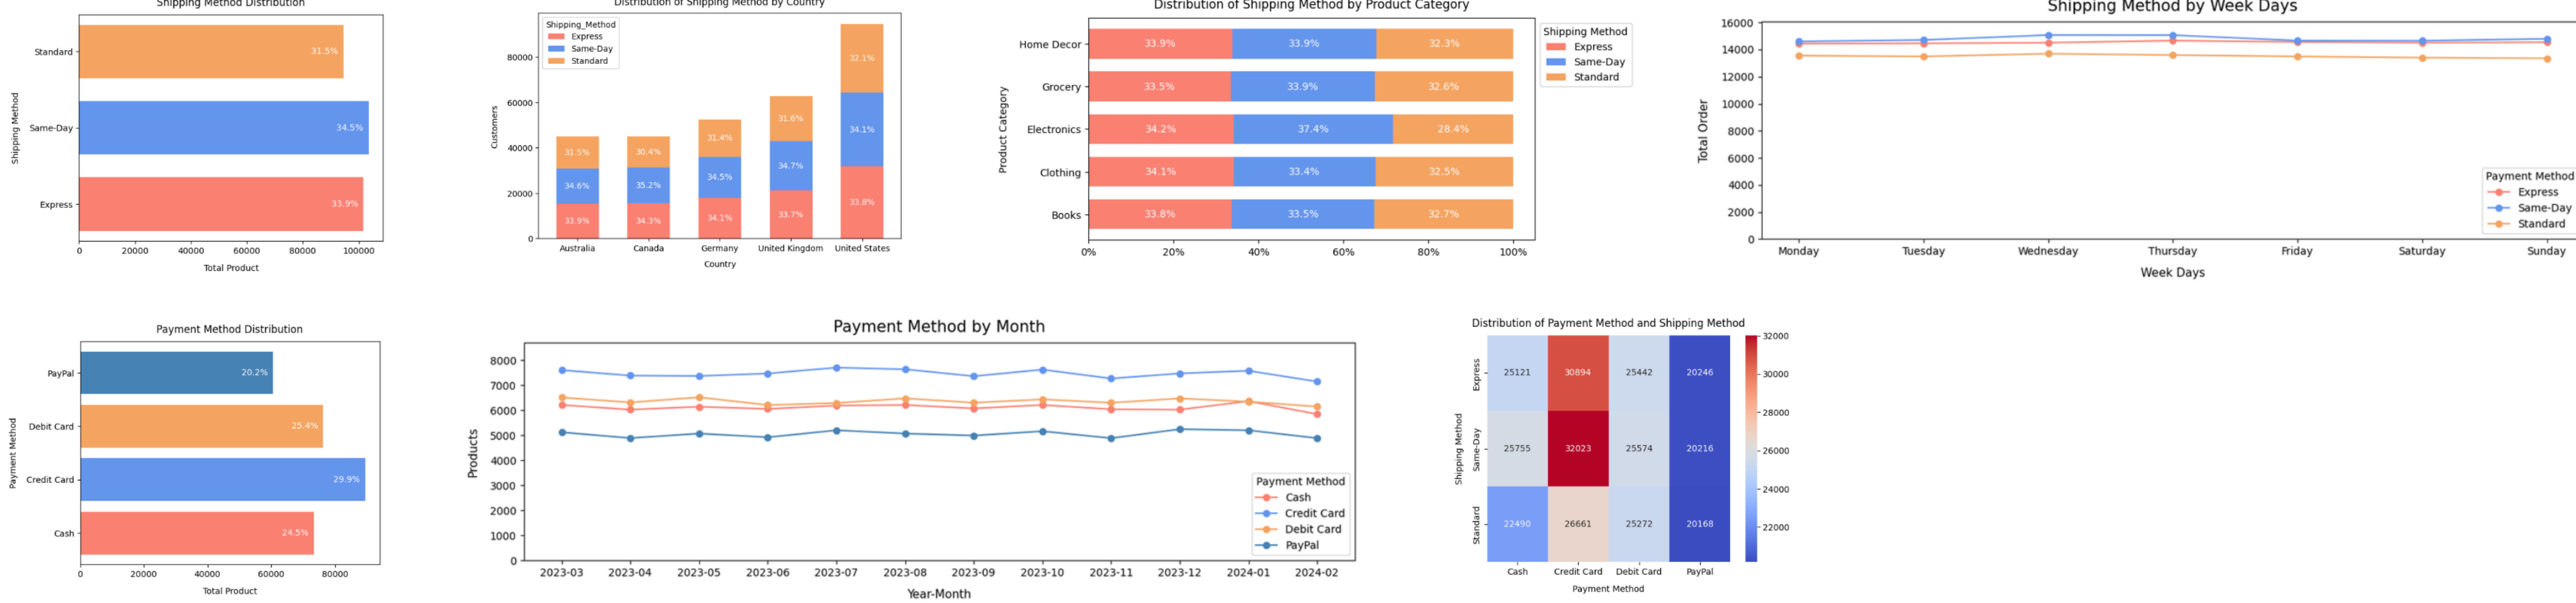 Shipping Method Distribution
Shipping Method
Standard
31.5%
Same-Day
34.5%
Express
33.9%
0 20000 40000 60000 80000 100000
Total Product
Distribution of Shipping Method by Country
Shipping_Method
Express
Same-Day
Standard
Customers
80000
60000
40000
20000
0
31.5% 30.4% 31.4% 31.6% 32.1%
34.6% 35.2% 34.5% 34.7% 34.1%
33.9% 34.3% 34.1% 33.7% 33.8%
Australia Canada Germany United Kingdom United States
Country
Distribution of Shipping Method by Product Category
Product Category
Home Decor 33.9% 33.9% 32.3%
Grocery 33.5% 33.9% 32.6%
Electronics 34.2% 37.4% 28.4%
Clothing 34.1% 33.4% 32.5%
Books 33.8% 33.5% 32.7%
0% 20% 40% 60% 80% 100%
Shipping Method
Express
Same-Day
Standard
Shipping Method by Week Days
Total Order
16000
14000
12000
10000
8000
6000
4000
2000
0
Payment Method
Express
Same-Day
Standard
Monday Tuesday Wednesday Thursday Friday Saturday Sunday
Week Days
Payment Method Distribution
Payment Method
PayPal
20.2%
Debit Card
25.4%
Credit Card
29.9%
Cash
24.5%
0 20000 40000 60000 80000
Total Product
Payment Method by Month
Products
8000
7000
6000
5000
4000
3000
2000
1000
0
Payment Method
Cash
Credit Card
Debit Card
PayPal
2023-03 2023-04 2023-05 2023-06 2023-07 2023-08 2023-09 2023-10 2023-11 2023-12 2024-01 2024-02
Year-Month
Distribution of Payment Method and Shipping Method
Shipping Method
Express 25121 30894 25442 20246
Same-Day 25755 32023 25574 20216
Standard 22490 26661 25272 20168
Cash Credit Card Debit Card PayPal
Payment Method
32000
30000
28000
26000
24000
22000